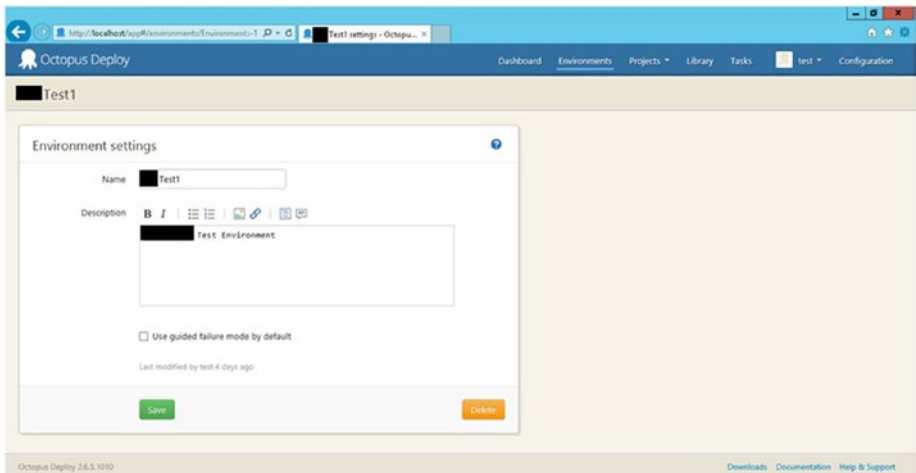 http://localhost/app#/environments/Environments-1
Test1 settings - Octopu...
Octopus Deploy
Dashboard Environments Projects Library Tasks test Configuration
Test1
Environment settings
Name Test1
Description B I
Test Environment
Use guided failure mode by default
Last modified by test 4 days ago
Save Delete
Octopus Deploy 2.6.5.1010 Downloads Documentation Help & Support